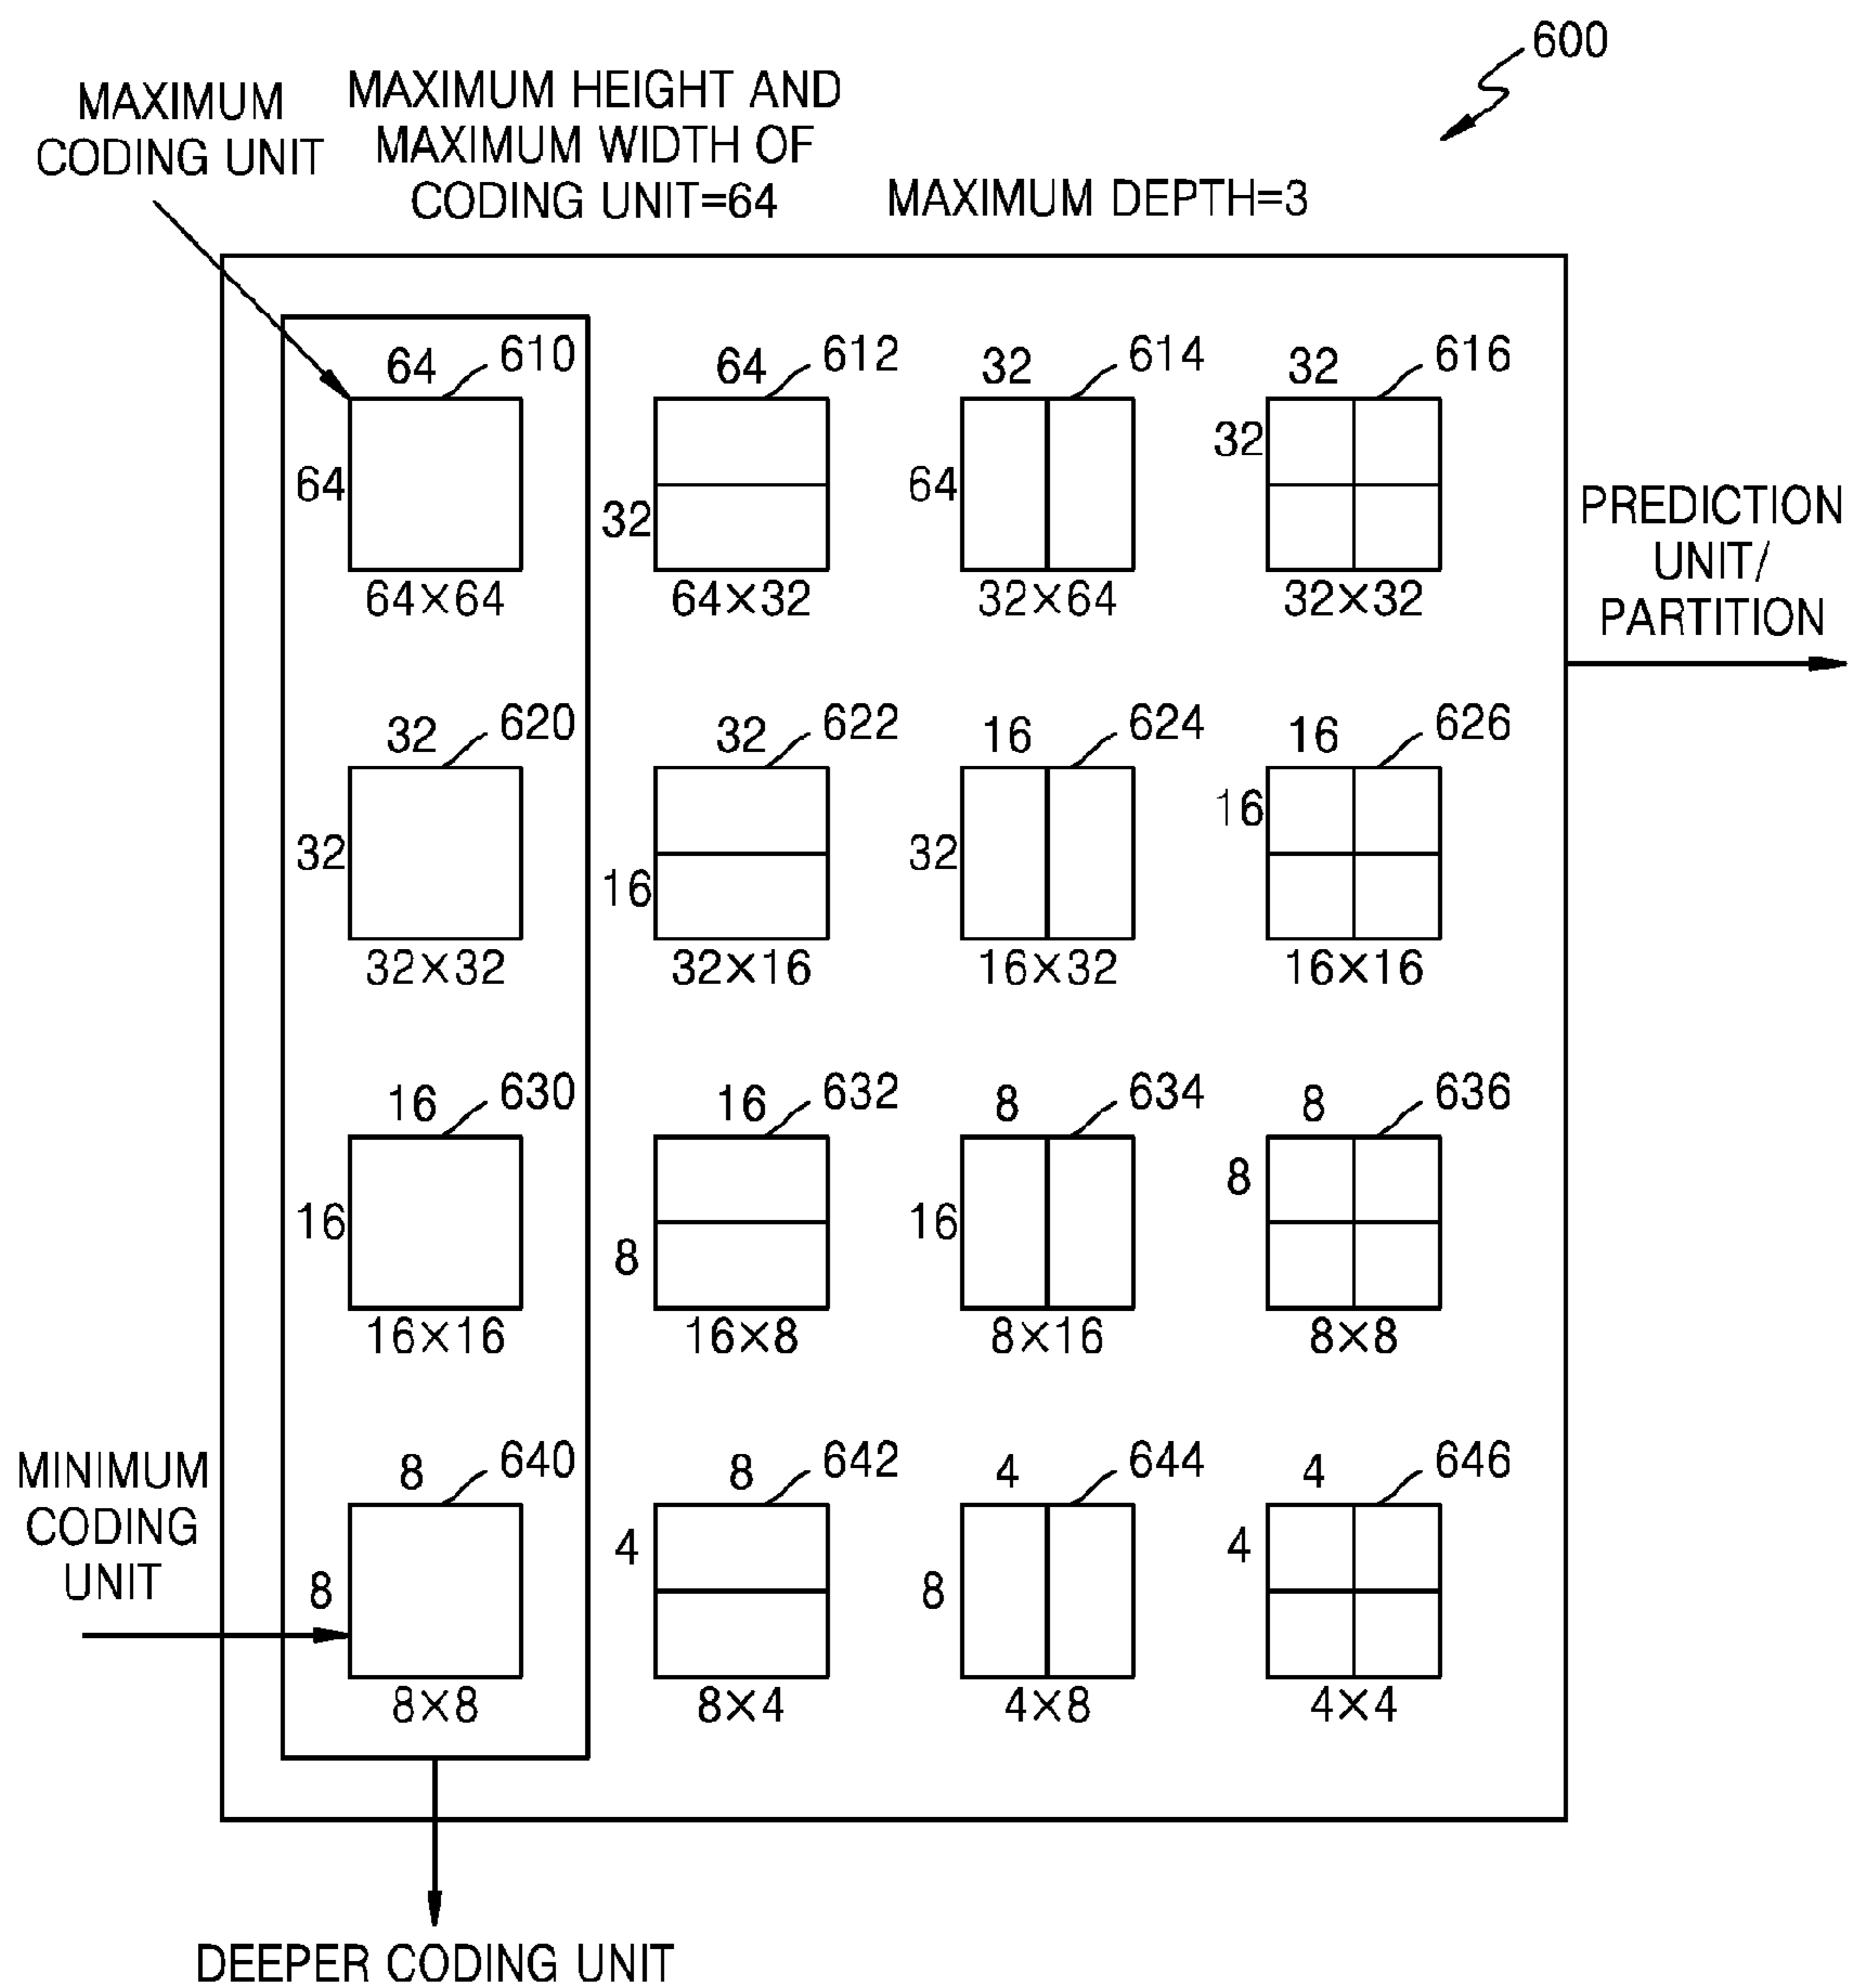 600
MAXIMUM
CODING UNIT
MAXIMUM HEIGHT AND
MAXIMUM WIDTH OF
CODING UNIT=64
MAXIMUM DEPTH=3
64 610 64 612 32 614 32 616
64 32 64 32
64×64 64×32 32×64 32×32
PREDICTION
UNIT/
PARTITION
32 620 32 622 16 624 16 626
32 16 32 16
32×32 32×16 16×32 16×16
16 630 16 632 8 634 8 636
16 8 16 8
16×16 16×8 8×16 8×8
MINIMUM
CODING
UNIT
8 640 8 642 4 644 4 646
8 4 8 4
8×8 8×4 4×8 4×4
DEEPER CODING UNIT